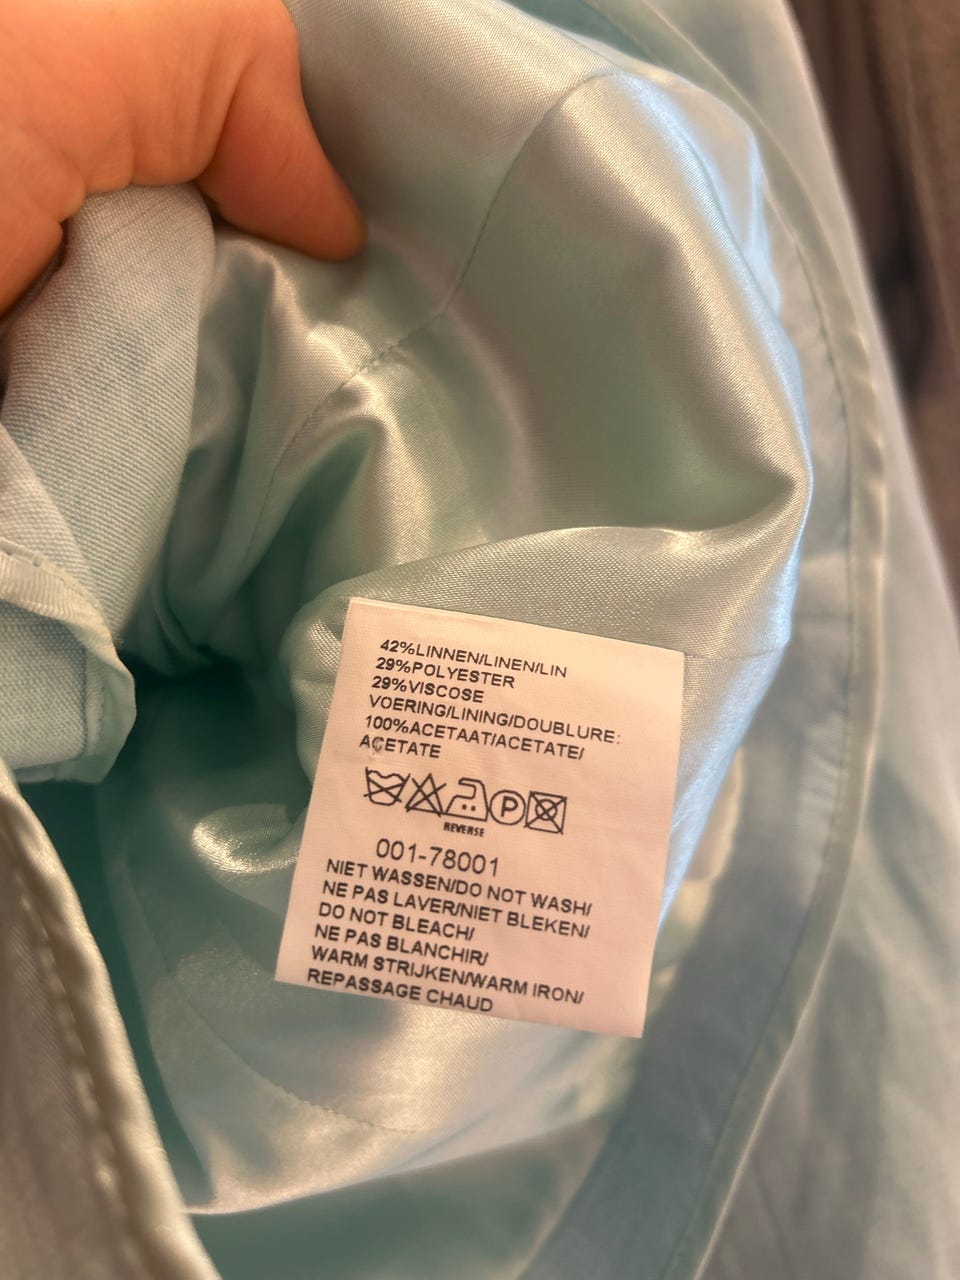 42%LINNEN/LINEN/LIN
29%POLYESTER
29%VISCOSE
VOERING/LINING/DOUBLURE:
100%ACETAAT/ACETATE/
ACETATE
P
REVERSE
001-78001
NIET WASSEN/DO NOT WASH/
NE PAS LAVER/NIET BLEKEN/
DO NOT BLEACH/
NE PAS BLANCHIR/
WARM STRIJKEN/WARM IRON/
REPASSAGE CHAUD